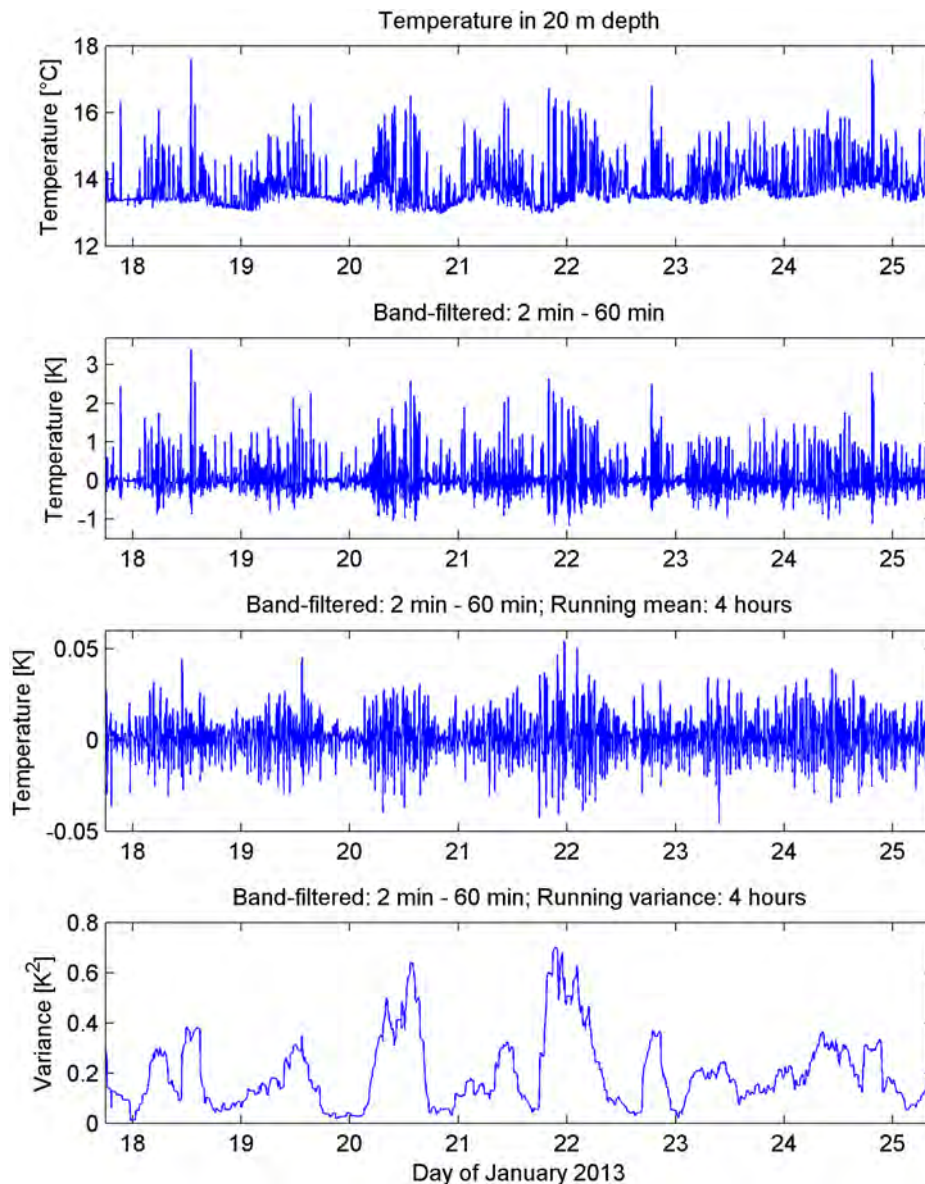 Temperature in 20 m depth
Temperature [°C]
18
16
14
12
18 19 20 21 22 23 24 25
Band-filtered: 2 min - 60 min
Temperature [K]
3
2
1
0
-1
18 19 20 21 22 23 24 25
Band-filtered: 2 min - 60 min; Running mean: 4 hours
Temperature [K]
0.05
0
-0.05
18 19 20 21 22 23 24 25
Band-filtered: 2 min - 60 min; Running variance: 4 hours
Variance [K²]
0.8
0.6
0.4
0.2
0
18 19 20 21 22 23 24 25
Day of January 2013